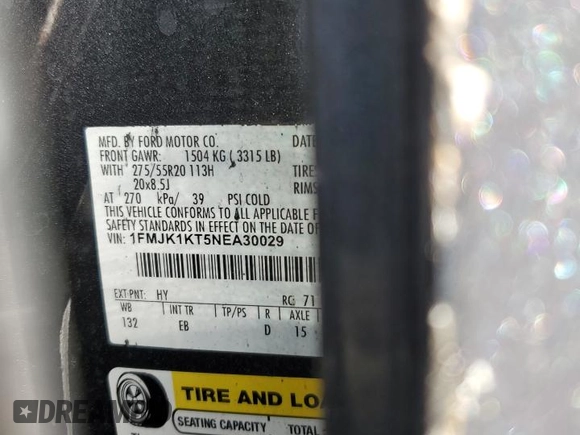 MFD. BY FORD MOTOR CO. DATE
FRONT GAWR: 1504 KG ( 3315 LB)
WITH 275/55R20 113H TIRE
20x8.5J RIMS
AT 270 kPa/ 39 PSI COLD
THIS VEHICLE CONFORMS TO ALL APPLICABLE F
SAFETY STANDARDS IN EFFECT ON THE DATE OF
VIN: 1FMJK1KT5NEA30029
EXT PNT: HY RC: 71
WB INT TR TP/PS R AXLE
132 EB D 15
TIRE AND LOA
SEATING CAPACITY TOTAL